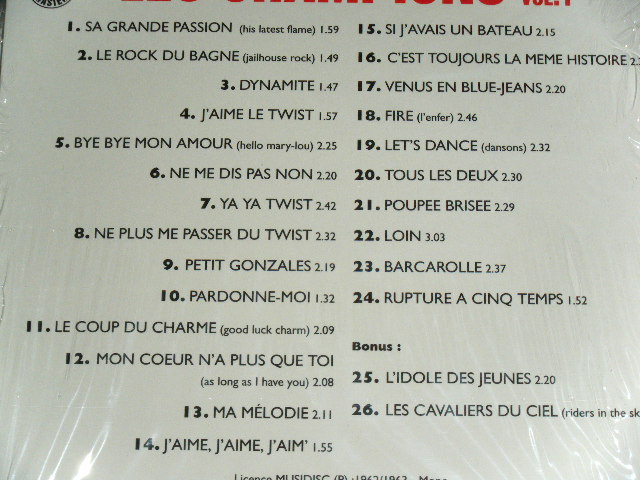 LES CHAMPIONS VOL. 1
1. SA GRANDE PASSION (his latest flame) 1.59
2. LE ROCK DU BAGNE (jailhouse rock) 1.49
3. DYNAMITE 1.47
4. J'AIME LE TWIST 1.57
5. BYE BYE MON AMOUR (hello mary-lou) 2.25
6. NE ME DIS PAS NON 2.20
7. YA YA TWIST 2.42
8. NE PLUS ME PASSER DU TWIST 2.32
9. PETIT GONZALES 2.19
10. PARDONNE-MOI 1.32
11. LE COUP DU CHARME (good luck charm) 2.09
12. MON COEUR N'A PLUS QUE TOI
(as long as I have you) 2.08
13. MA MÉLODIE 2.11
14. J'AIME, J'AIME, J'AIM' 1.55
15. SI J'AVAIS UN BATEAU 2.15
16. C'EST TOUJOURS LA MEME HISTOIRE
17. VENUS EN BLUE-JEANS 2.20
18. FIRE (l'enfer) 2.46
19. LET'S DANCE (dansons) 2.32
20. TOUS LES DEUX 2.30
21. POUPEE BRISEE 2.29
22. LOIN 3.03
23. BARCAROLLE 2.37
24. RUPTURE A CINQ TEMPS 1.52
Bonus :
25. L'IDOLE DES JEUNES 2.20
26. LES CAVALIERS DU CIEL (riders in the sk
Licence MUSIDISC (P) :1962/1963